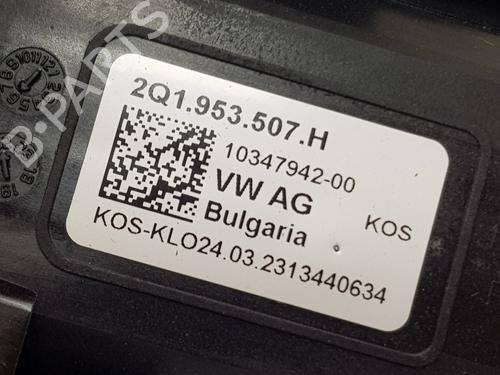 2Q1.953.507.H
10347942-00
VW AG
KOS
Bulgaria
KOS-KLO24.03.2313440634
B-PARTS